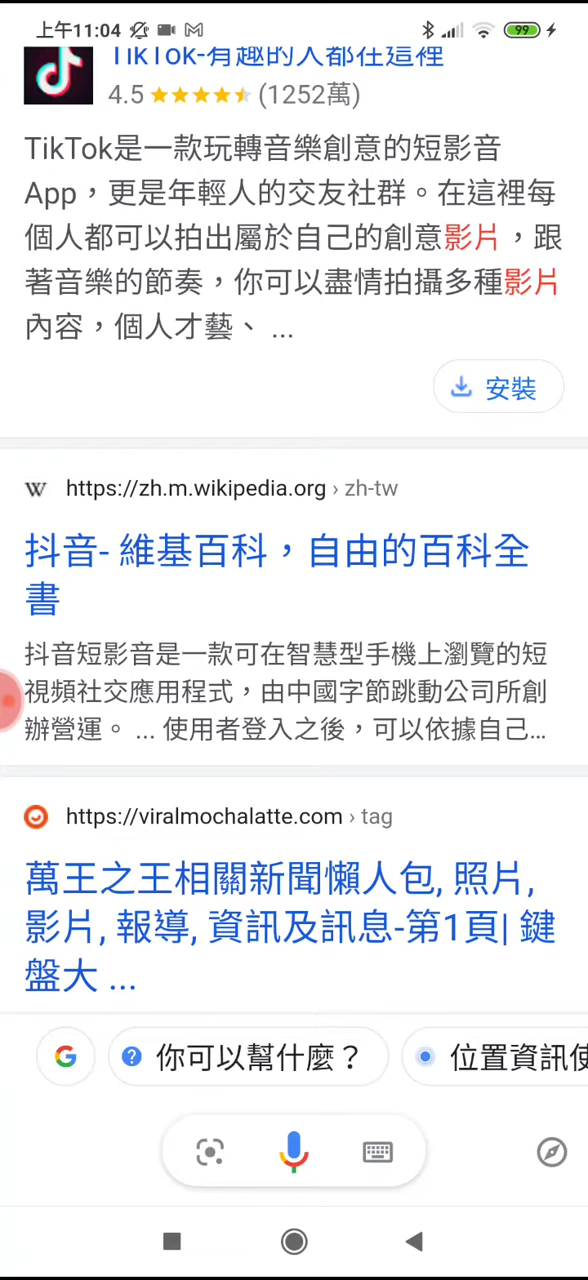 上午11:04
99
TikTok-有趣的人都在這裡
4.5 (1252萬)
TikTok是一款玩轉音樂創意的短影音
App，更是年輕人的交友社群。在這裡每
個人都可以拍出屬於自己的創意影片，跟
著音樂的節奏，你可以盡情拍攝多種影片
內容，個人才藝、 ...
安裝
W https://zh.m.wikipedia.org › zh-tw
抖音- 維基百科，自由的百科全
書
抖音短影音是一款可在智慧型手機上瀏覽的短
視頻社交應用程式，由中國字節跳動公司所創
辦營運。 ... 使用者登入之後，可以依據自己...
https://viralmochalatte.com › tag
萬王之王相關新聞懶人包, 照片,
影片, 報導, 資訊及訊息-第1頁| 鍵
盤大 ...
G
你可以幫什麼？
位置資訊使